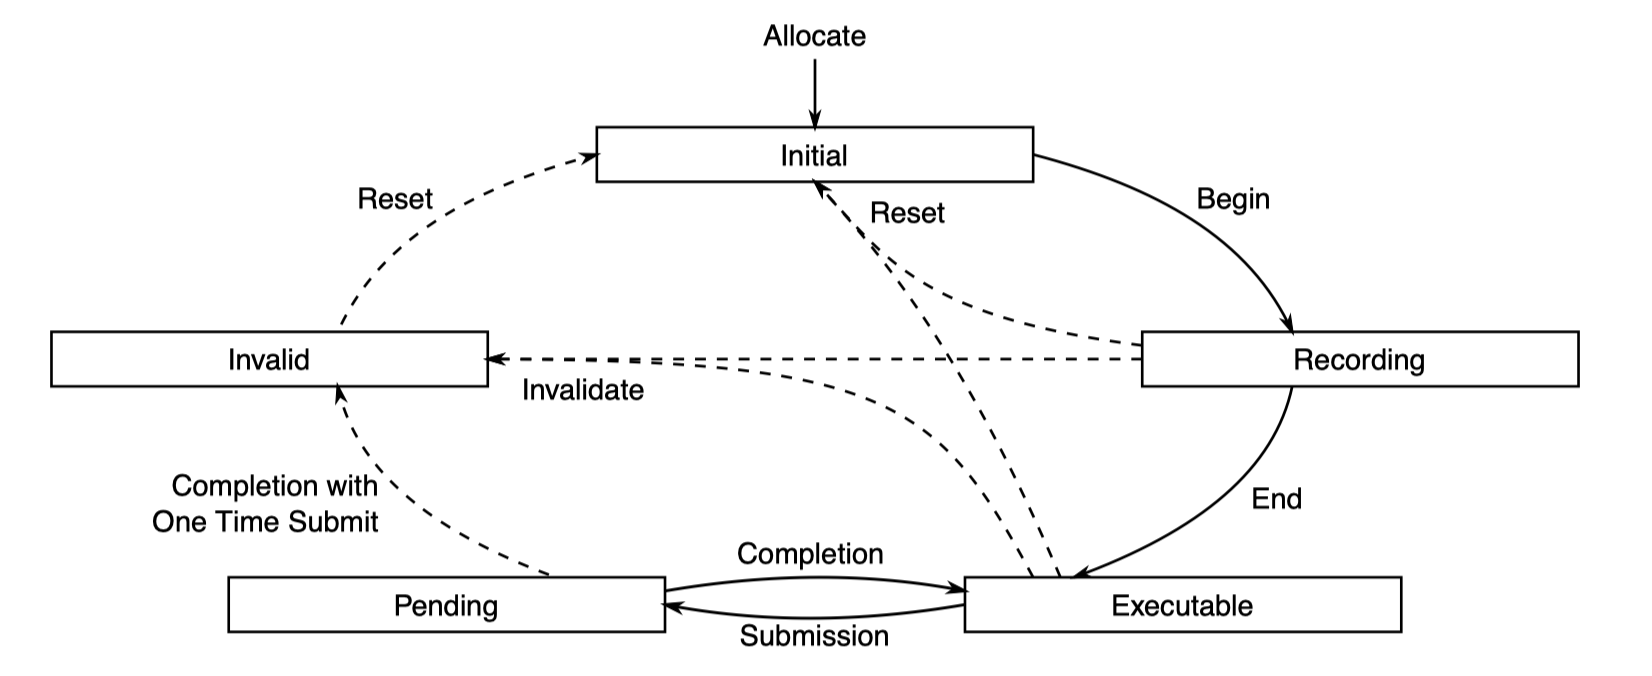 Allocate
Initial
Reset
Reset
Begin
Invalid
Recording
Invalidate
Completion with
One Time Submit
End
Completion
Pending
Executable
Submission